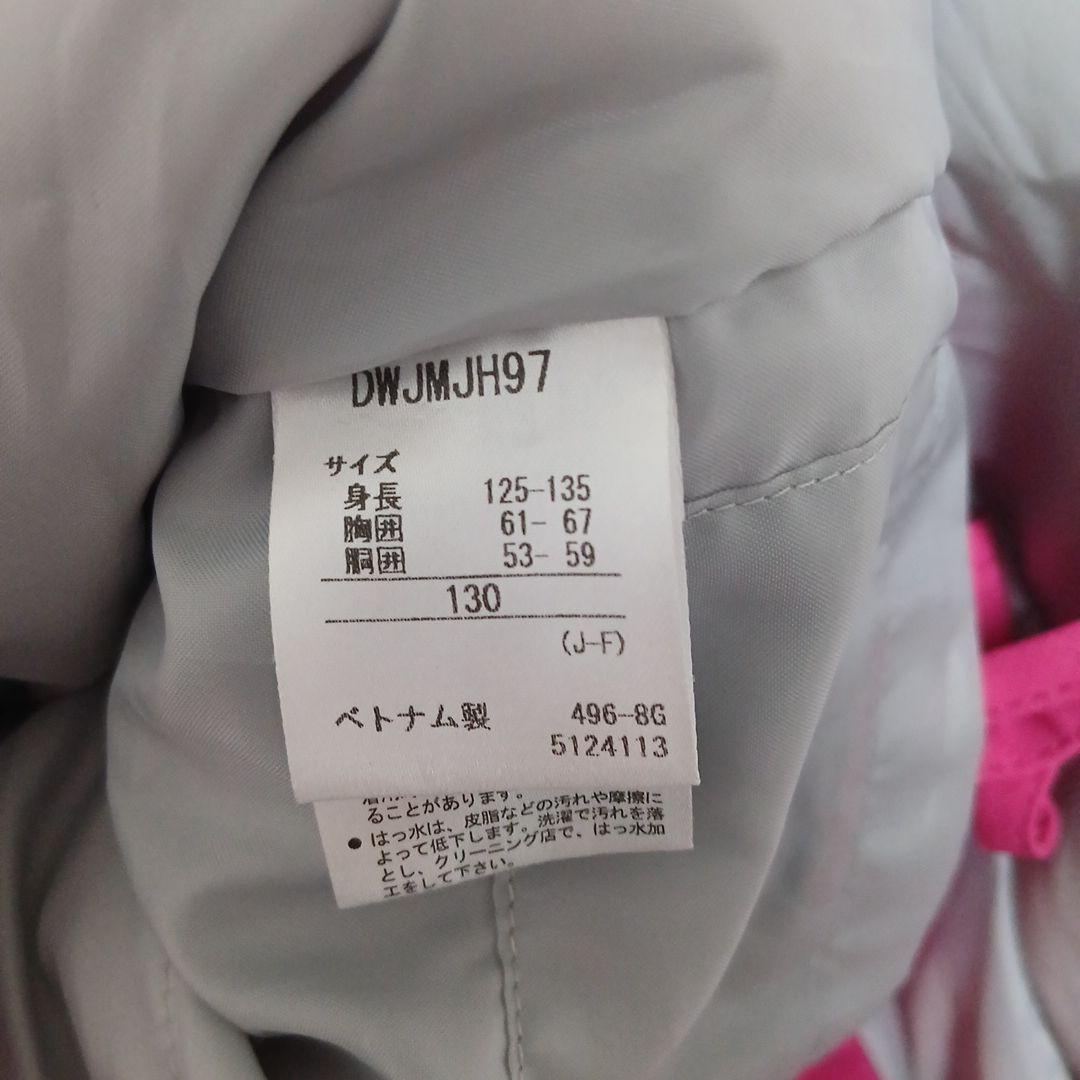 DWJMJH97
サイズ
身長 125-135
胸囲 61- 67
胴囲 53- 59
130
(J-F)
ベトナム製 496-8G
5124113
ることがあります。
●はっ水は、皮脂などの汚れや摩擦に
よって低下します。洗濯で汚れを落
とし、クリーニング店で、はっ水加
工をして下さい。